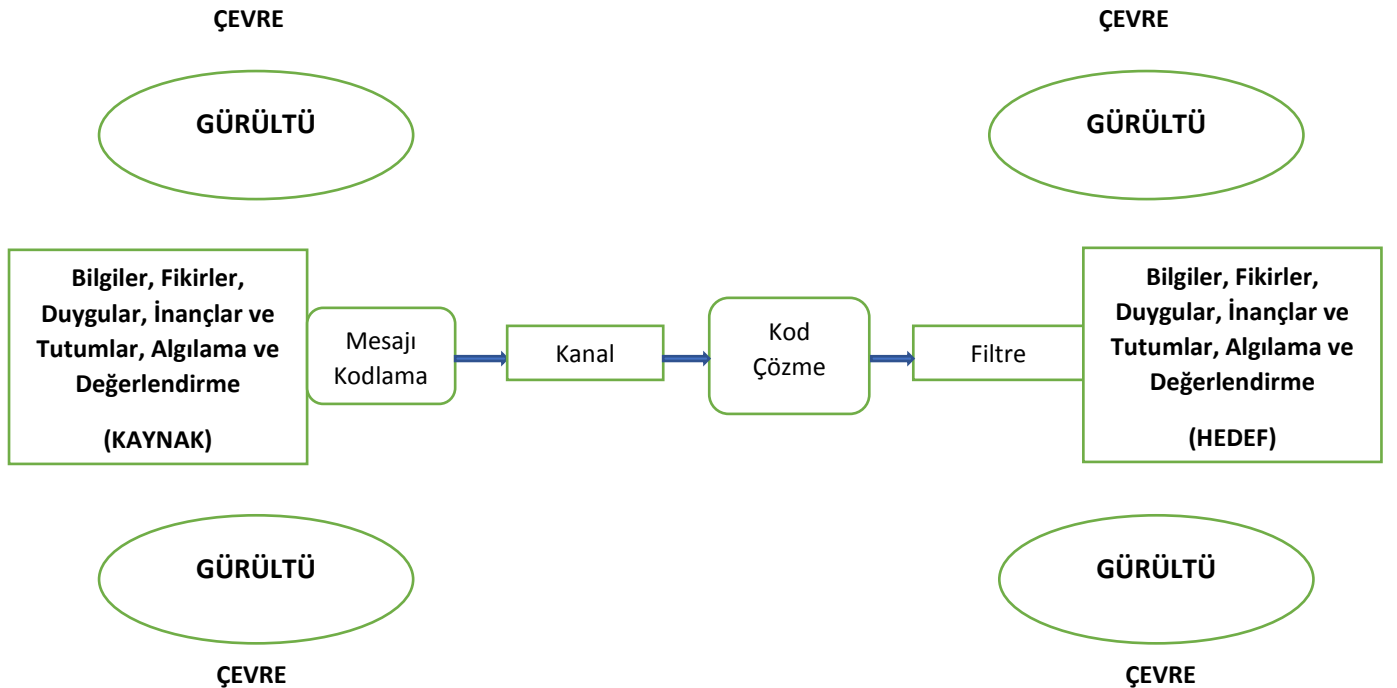 ÇEVRE
ÇEVRE
GÜRÜLTÜ
GÜRÜLTÜ
Bilgiler, Fikirler,
Duygular, İnançlar ve
Tutumlar, Algılama ve
Değerlendirme
(KAYNAK)
Mesajı
Kodlama
Kanal
Kod
Çözme
Filtre
Bilgiler, Fikirler,
Duygular, İnançlar ve
Tutumlar, Algılama ve
Değerlendirme
(HEDEF)
GÜRÜLTÜ
GÜRÜLTÜ
ÇEVRE
ÇEVRE